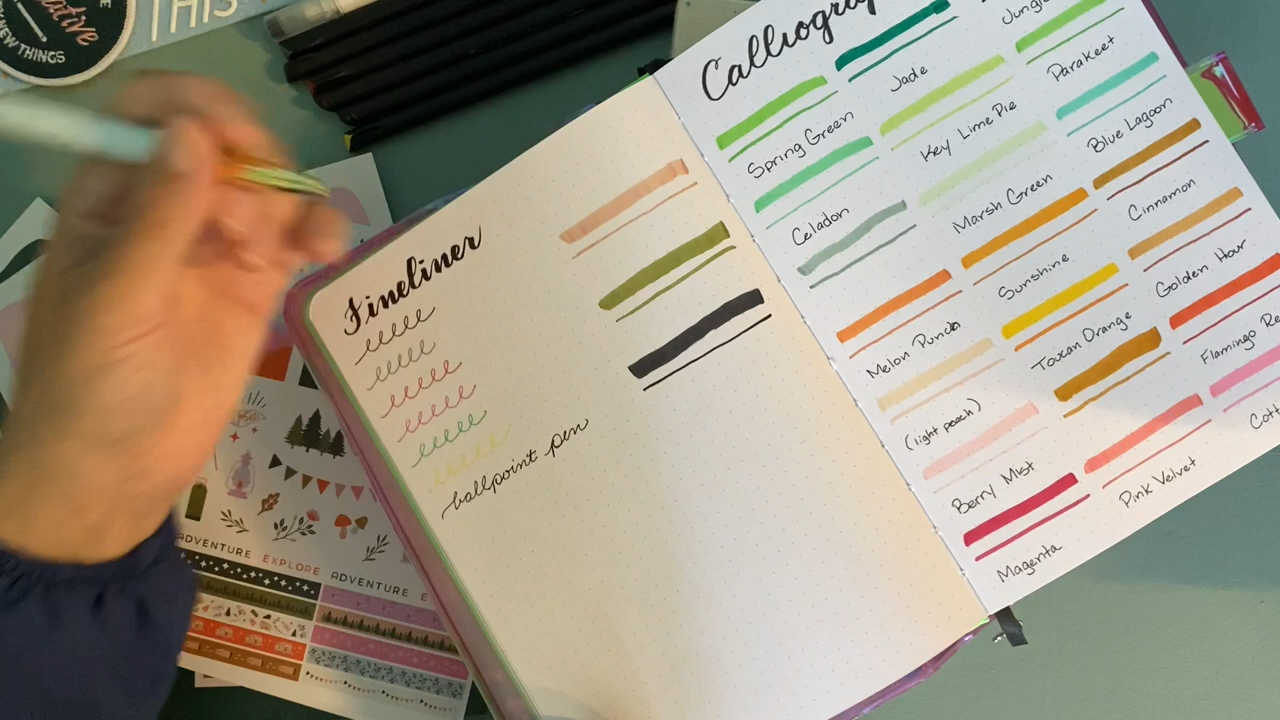 THIS
NEW THINGS
Fineliner
ballpoint pen
Spring Green
Jade
Celadon
Key Lime Pie
Parakeet
Marsh Green
Blue Lagoon
Melon Punch
Sunshine
Cinnamon
(light peach)
Toucan Orange
Golden Hour
Berry Mist
Magenta
Pink Velvet
ADVENTURE EXPLORE ADVENTURE